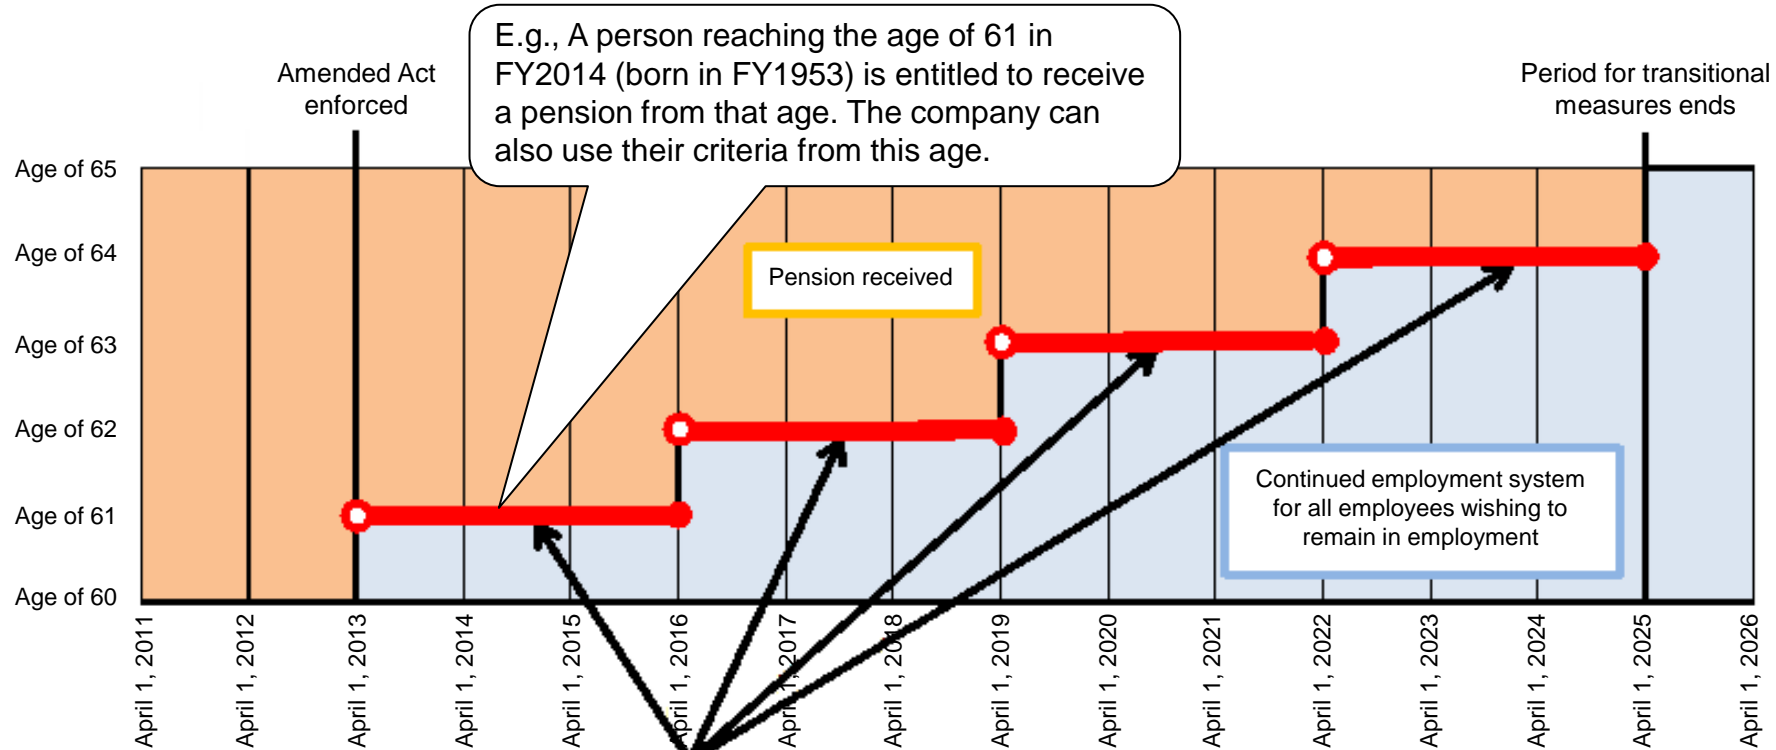 E.g., A person reaching the age of 61 in
FY2014 (born in FY1953) is entitled to receive
a pension from that age. The company can
also use their criteria from this age.
Amended Act
enforced
Period for transitional
measures ends
Age of 65
Age of 64
Age of 63
Age of 62
Age of 61
Age of 60
Pension received
Continued employment system
for all employees wishing to
remain in employment
April 1, 2011
April 1, 2012
April 1, 2013
April 1, 2014
April 1, 2015
April 1, 2016
April 1, 2017
April 1, 2018
April 1, 2019
April 1, 2020
April 1, 2021
April 1, 2022
April 1, 2023
April 1, 2024
April 1, 2025
April 1, 2026